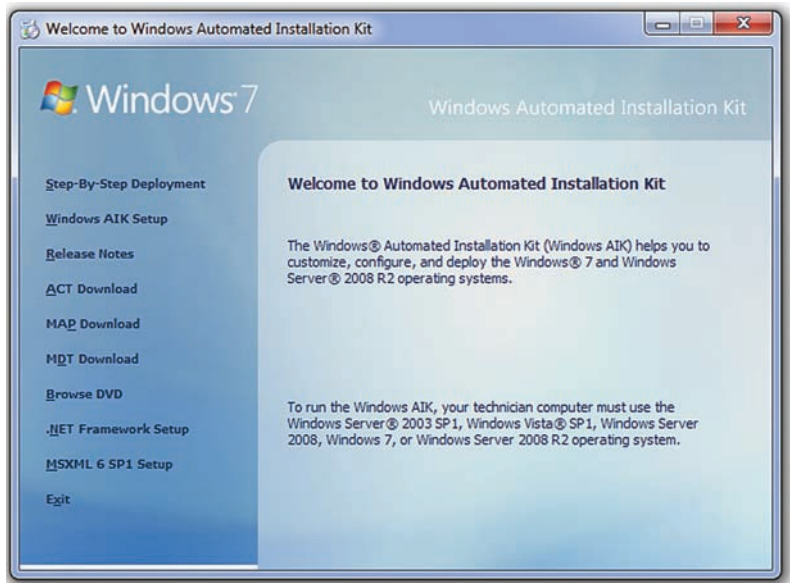 Welcome to Windows Automated Installation Kit
Windows 7
Windows Automated Installation Kit
Step-By-Step Deployment
Windows AIK Setup
Release Notes
ACT Download
MAP Download
MDT Download
Browse DVD
.NET Framework Setup
MSXML 6 SP1 Setup
Exit
Welcome to Windows Automated Installation Kit
The Windows® Automated Installation Kit (Windows AIK) helps you to
customize, configure, and deploy the Windows® 7 and Windows
Server® 2008 R2 operating systems.
To run the Windows AIK, your technician computer must use the
Windows Server® 2003 SP1, Windows Vista® SP1, Windows Server
2008, Windows 7, or Windows Server 2008 R2 operating system.